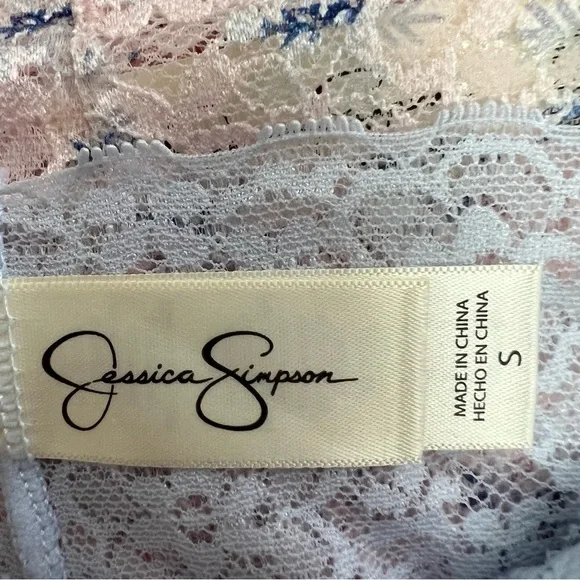 Jessica Simpson
MADE IN CHINA
HECHO EN CHINA
S